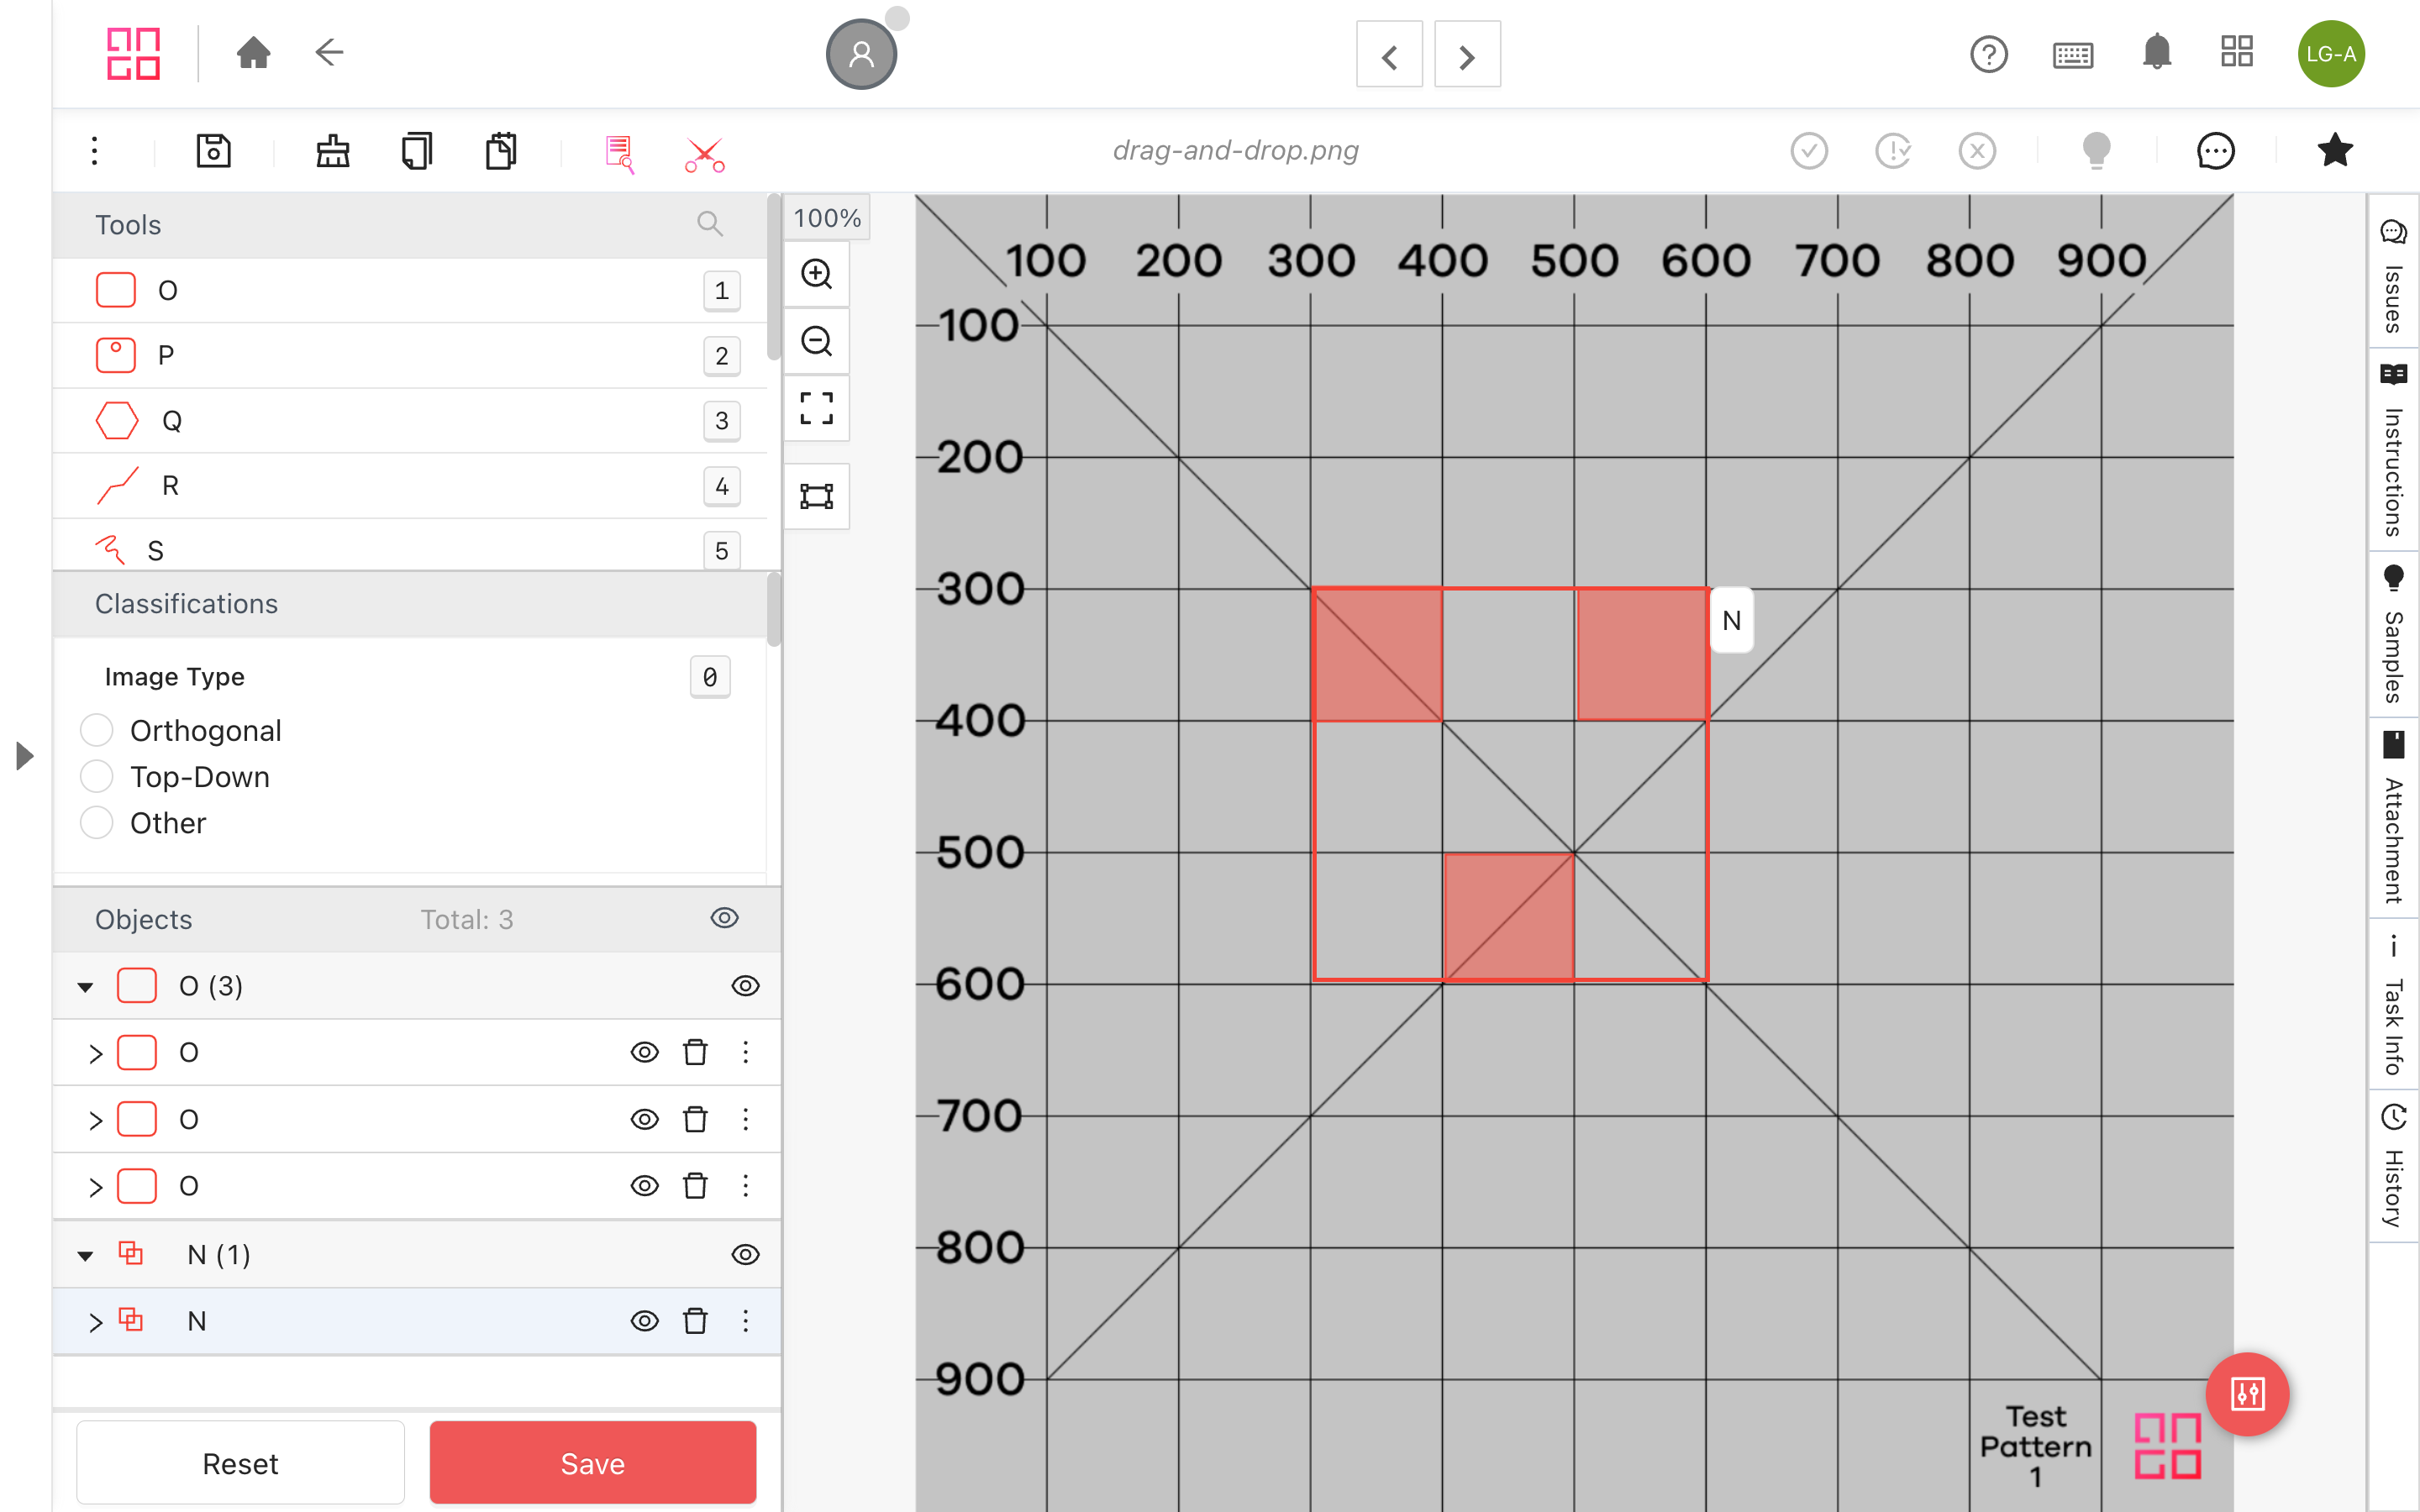 LG-A
drag-and-drop.png
Tools
O 1
P 2
Q 3
R 4
S 5
Classifications
Image Type 0
Orthogonal
Top-Down
Other
Objects Total: 3
O (3)
O
O
O
N (1)
N
Reset Save
100%
100 200 300 400 500 600 700 800 900
100
200
300
400
500
600
700
800
900
N
Test
Pattern
1
Issues
Instructions
Samples
Attachment
Task Info
History